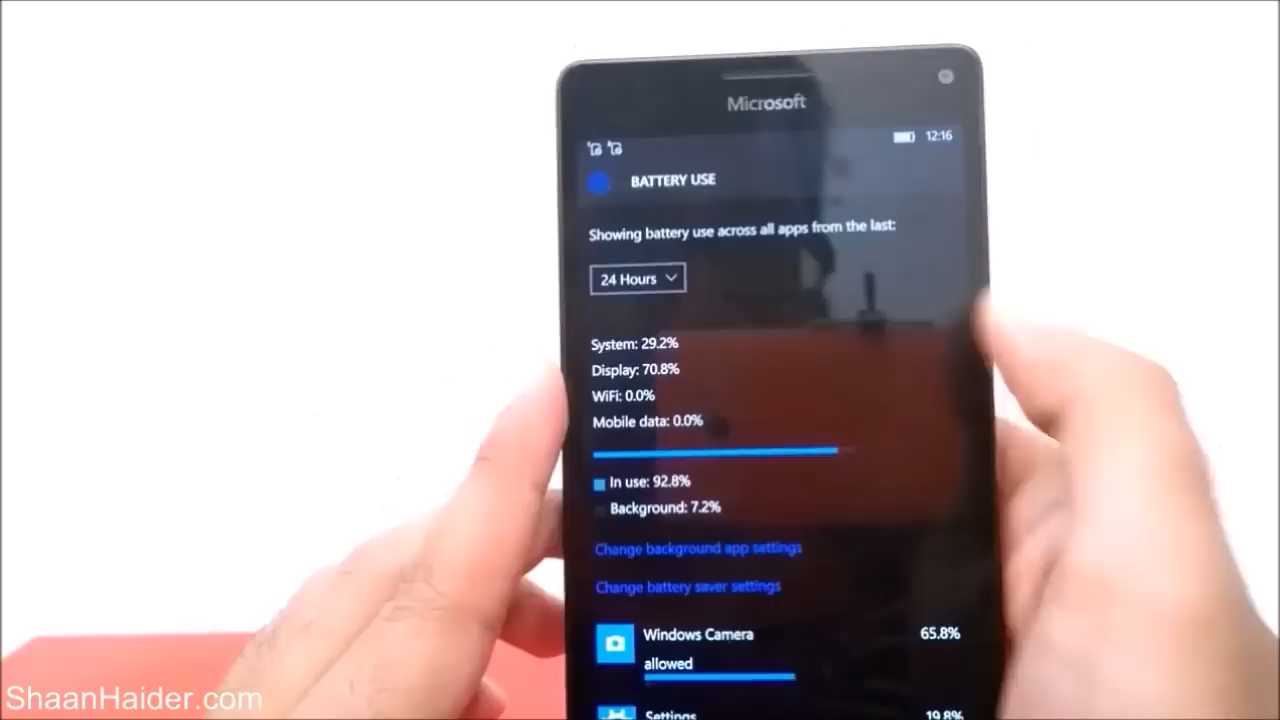 Microsoft
12:16
BATTERY USE
Showing battery use across all apps from the last:
24 Hours
System: 29.2%
Display: 70.8%
WiFi: 0.0%
Mobile data: 0.0%
In use: 92.8%
Background: 7.2%
Change background app settings
Change battery saver settings
Windows Camera 65.8%
allowed
Settings 19.8%
ShaanHaider.com